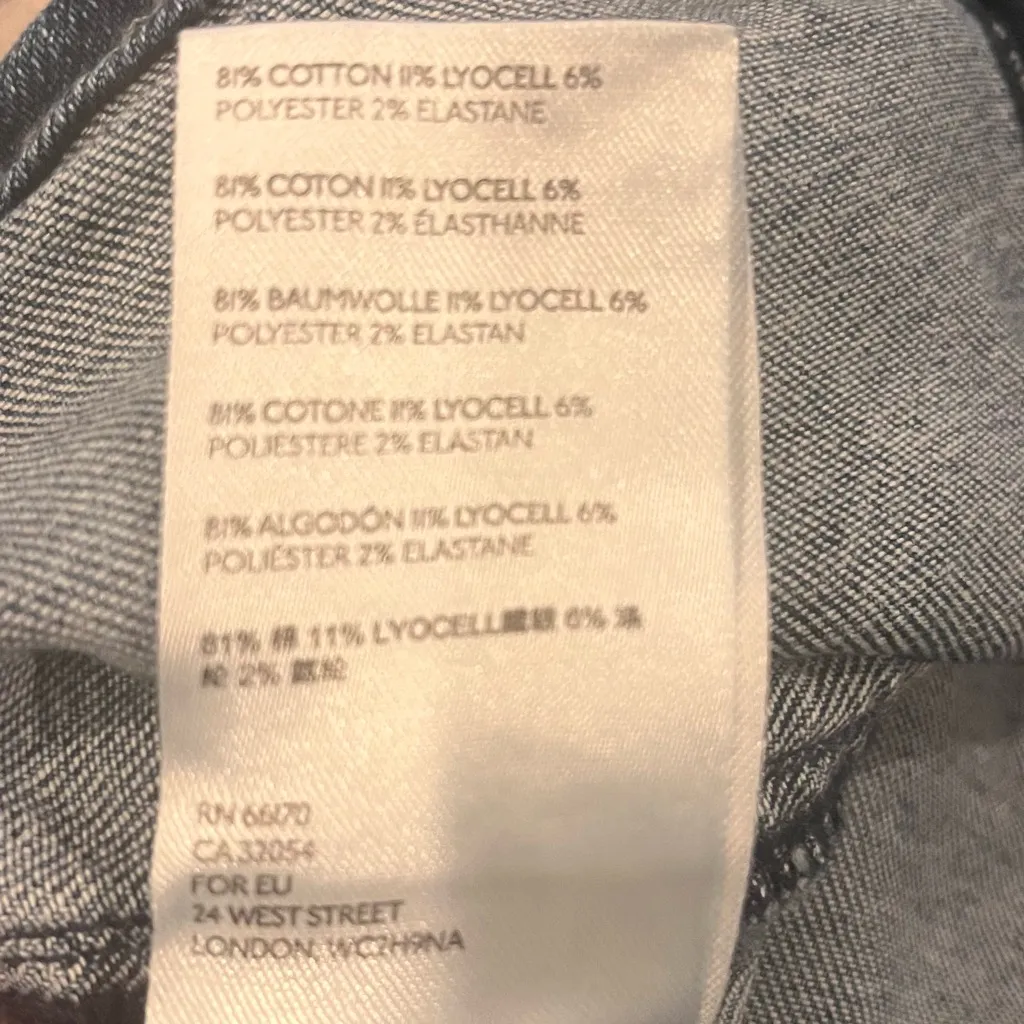 81% COTTON 11% LYOCELL 6%
POLYESTER 2% ELASTANE
81% COTON 11% LYOCELL 6%
POLYESTER 2% ÉLASTHANNE
81% BAUMWOLLE 11% LYOCELL 6%
POLYESTER 2% ELASTAN
81% COTONE 11% LYOCELL 6%
POLIESTERE 2% ELASTAN
81% ALGODÓN 11% LYOCELL 6%
POLIÉSTER 2% ELASTANE
81% 棉 11% LYOCELL 6%
2%
RN 66170
CA 32054
FOR EU
24 WEST STREET
LONDON, WC2H9NA